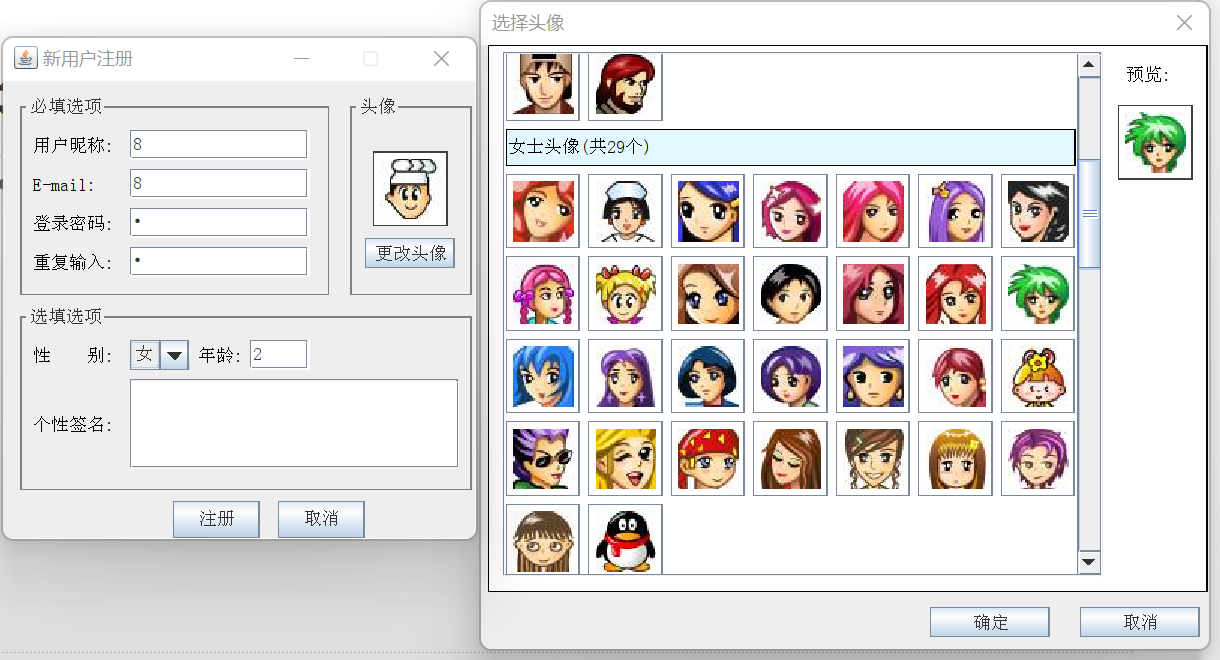 新用户注册
必填选项
用户昵称: 8
E-mail: 8
登录密码: •
重复输入: •
头像
更改头像
选填选项
性 别: 女 年龄: 2
个性签名:
注册 取消
选择头像
女士头像(共29个)
预览:
确定 取消